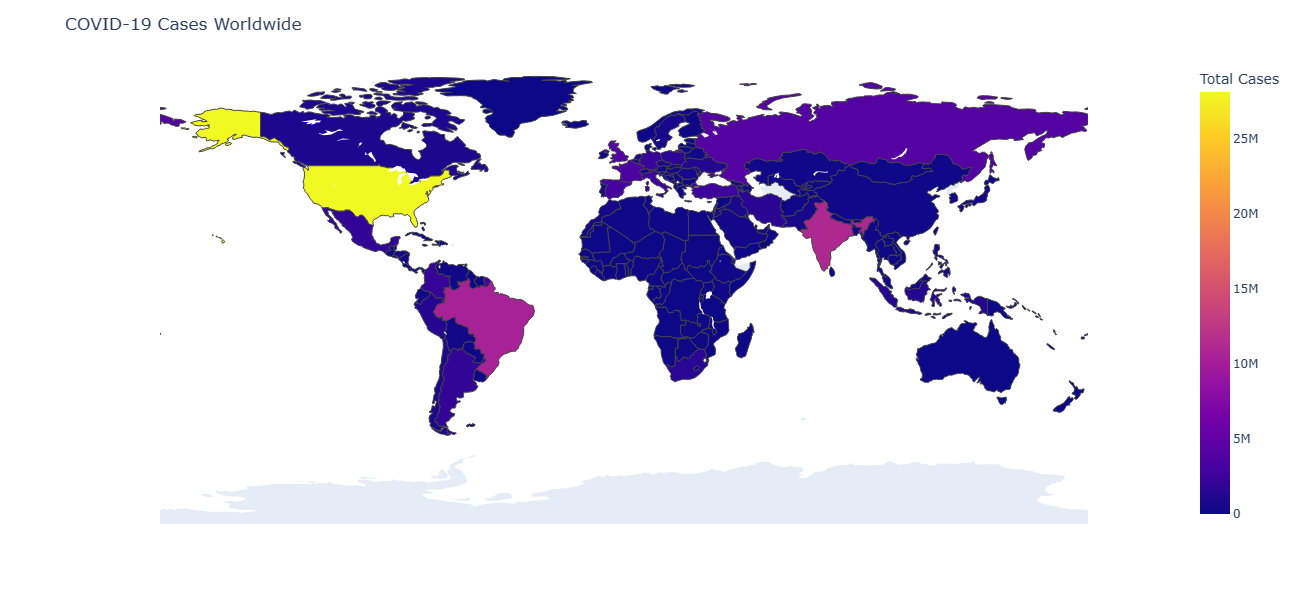 COVID-19 Cases Worldwide
Total Cases
25M
20M
15M
10M
5M
0